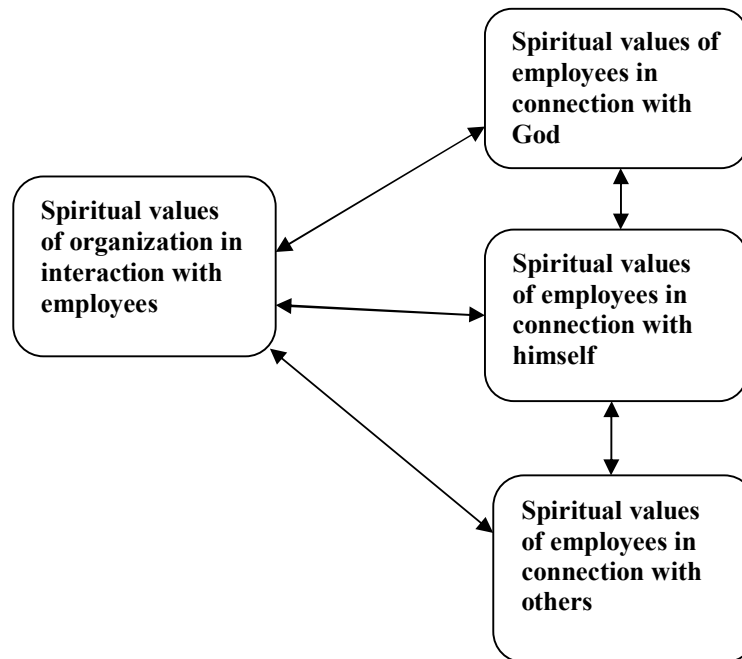 Spiritual values of
employees in
connection with
God
Spiritual values
of organization in
interaction with
employees
Spiritual values
of employees in
connection with
himself
Spiritual values
of employees in
connection with
others